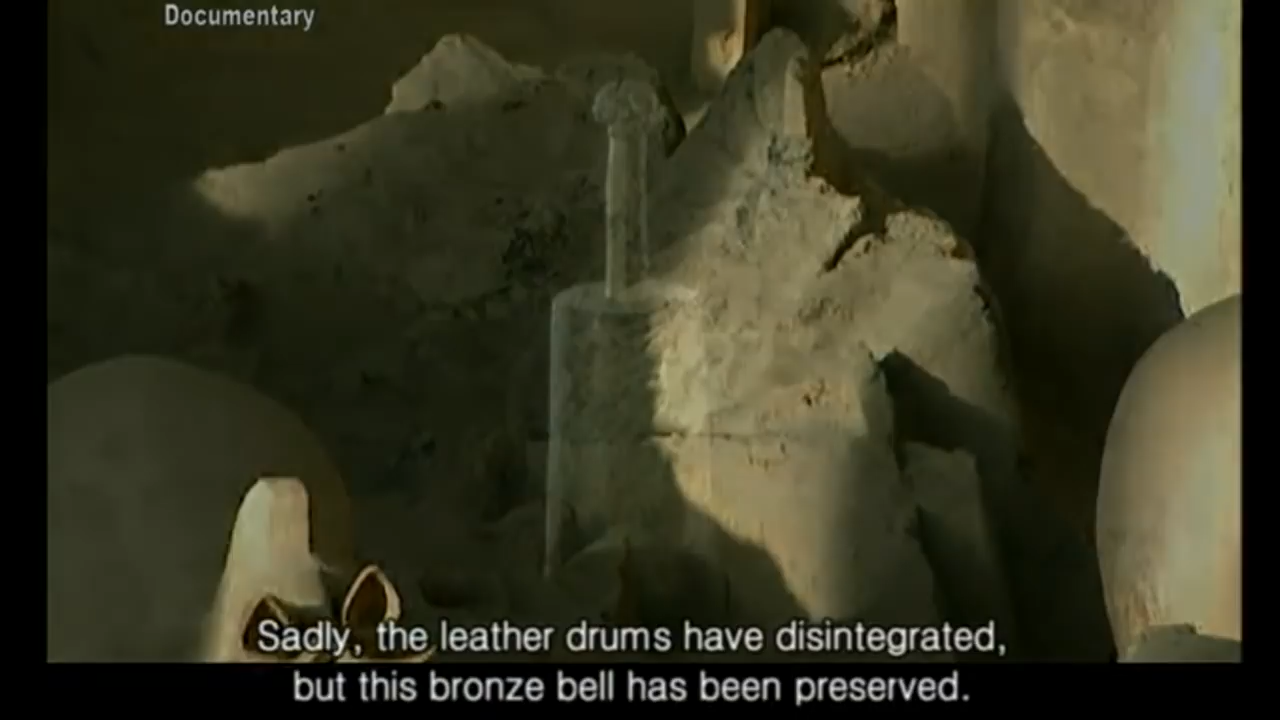 Documentary
Sadly, the leather drums have disintegrated,
but this bronze bell has been preserved.